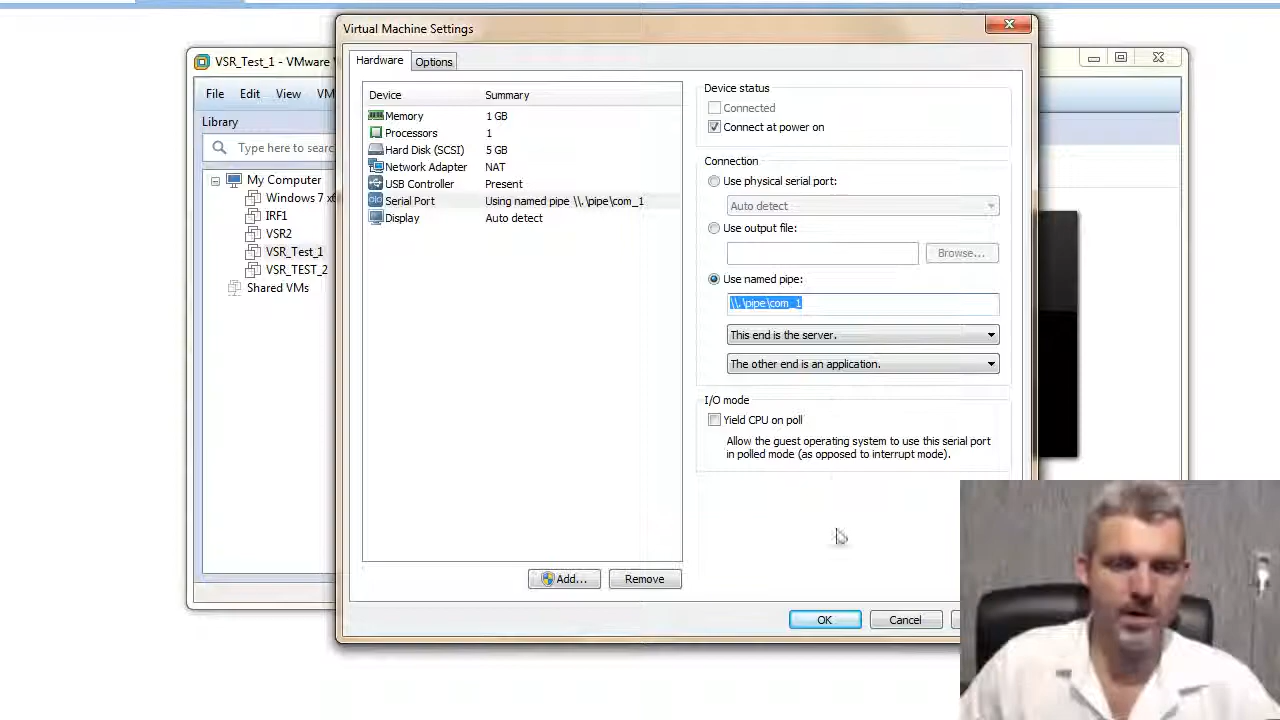 Virtual Machine Settings
Hardware
Options
VSR_Test_1 - VMware
File Edit View VM
Library
Type here to searc
My Computer
Windows 7 x6
IRF1
VSR2
VSR_Test_1
VSR_TEST_2
Shared VMs
Device Summary
Memory 1 GB
Processors 1
Hard Disk (SCSI) 5 GB
Network Adapter NAT
USB Controller Present
Serial Port Using named pipe \\.\pipe\com_1
Display Auto detect
Add...
Remove
Device status
Connected
Connect at power on
Connection
Use physical serial port:
Auto detect
Use output file:
Browse...
Use named pipe:
\\.\pipe\com_1
This end is the server.
The other end is an application.
I/O mode
Yield CPU on poll
Allow the guest operating system to use this serial port
in polled mode (as opposed to interrupt mode).
OK
Cancel